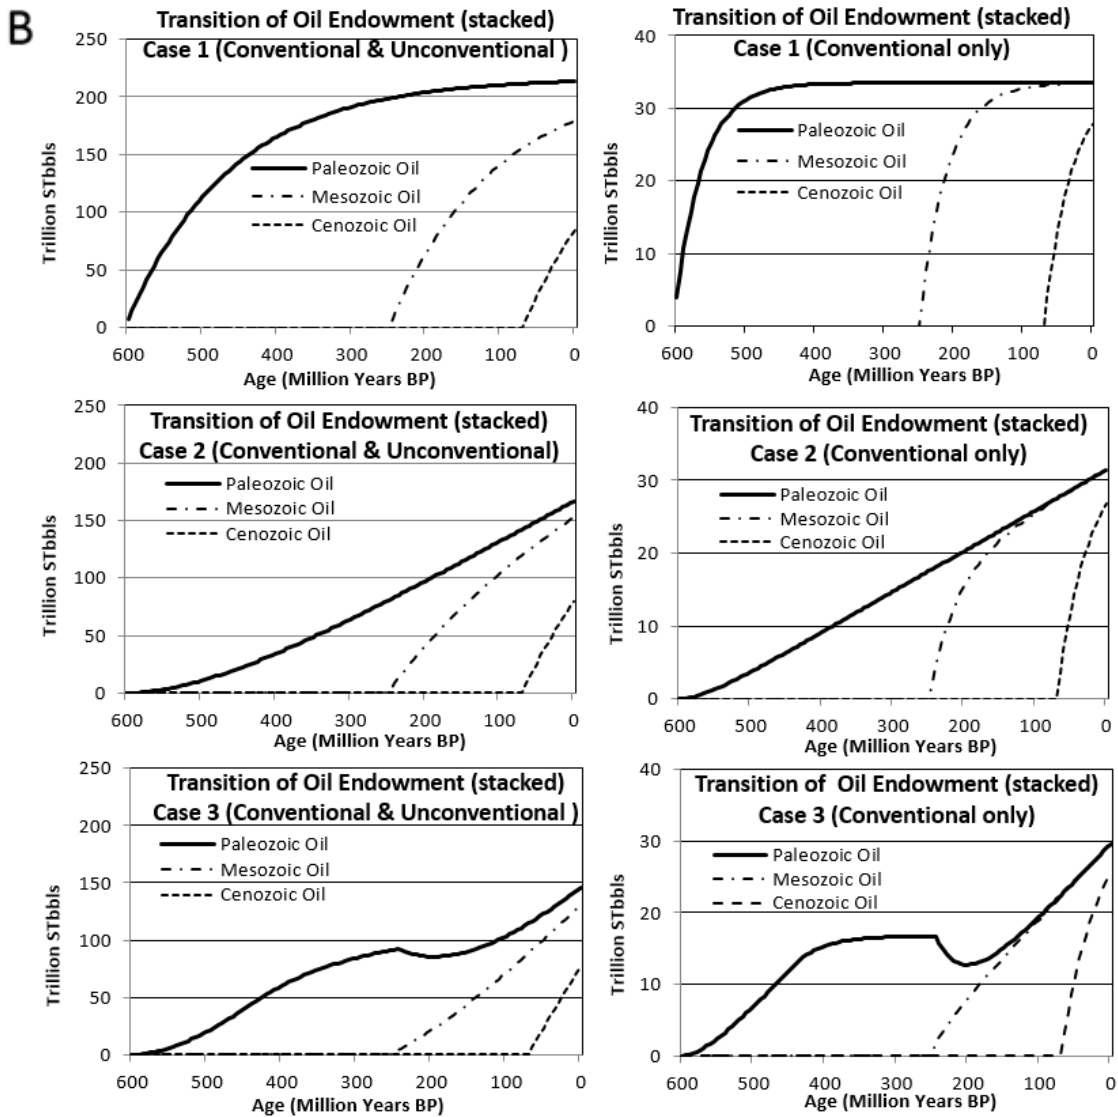 B
Transition of Oil Endowment (stacked)
Case 1 (Conventional & Unconventional )
250
200
150
100
50
0
Trillion STbbls
Paleozoic Oil
Mesozoic Oil
Cenozoic Oil
600 500 400 300 200 100 0
Age (Million Years BP)
Transition of Oil Endowment (stacked)
Case 1 (Conventional only)
40
30
20
10
0
Trillion STbbls
Paleozoic Oil
Mesozoic Oil
Cenozoic Oil
600 500 400 300 200 100 0
Age (Million Years BP)
Transition of Oil Endowment (stacked)
Case 2 (Conventional & Unconventional)
250
200
150
100
50
0
Trillion STbbls
Paleozoic Oil
Mesozoic Oil
Cenozoic Oil
600 500 400 300 200 100 0
Age (Million Years BP)
Transition of Oil Endowment (stacked)
Case 2 (Conventional only)
40
30
20
10
0
Trillion STbbls
Paleozoic Oil
Mesozoic Oil
Cenozoic Oil
600 500 400 300 200 100 0
Age (Million Years BP)
Transition of Oil Endowment (stacked)
Case 3 (Conventional & Unconventional )
250
200
150
100
50
0
Trillion STbbls
Paleozoic Oil
Mesozoic Oil
Cenozoic Oil
600 500 400 300 200 100 0
Age (Million Years BP)
Transition of  Oil Endowment (stacked)
Case 3 (Conventional only)
40
30
20
10
0
Trillion STbbls
Paleozoic Oil
Mesozoic Oil
Cenozoic Oil
600 500 400 300 200 100 0
Age (Million Years BP)